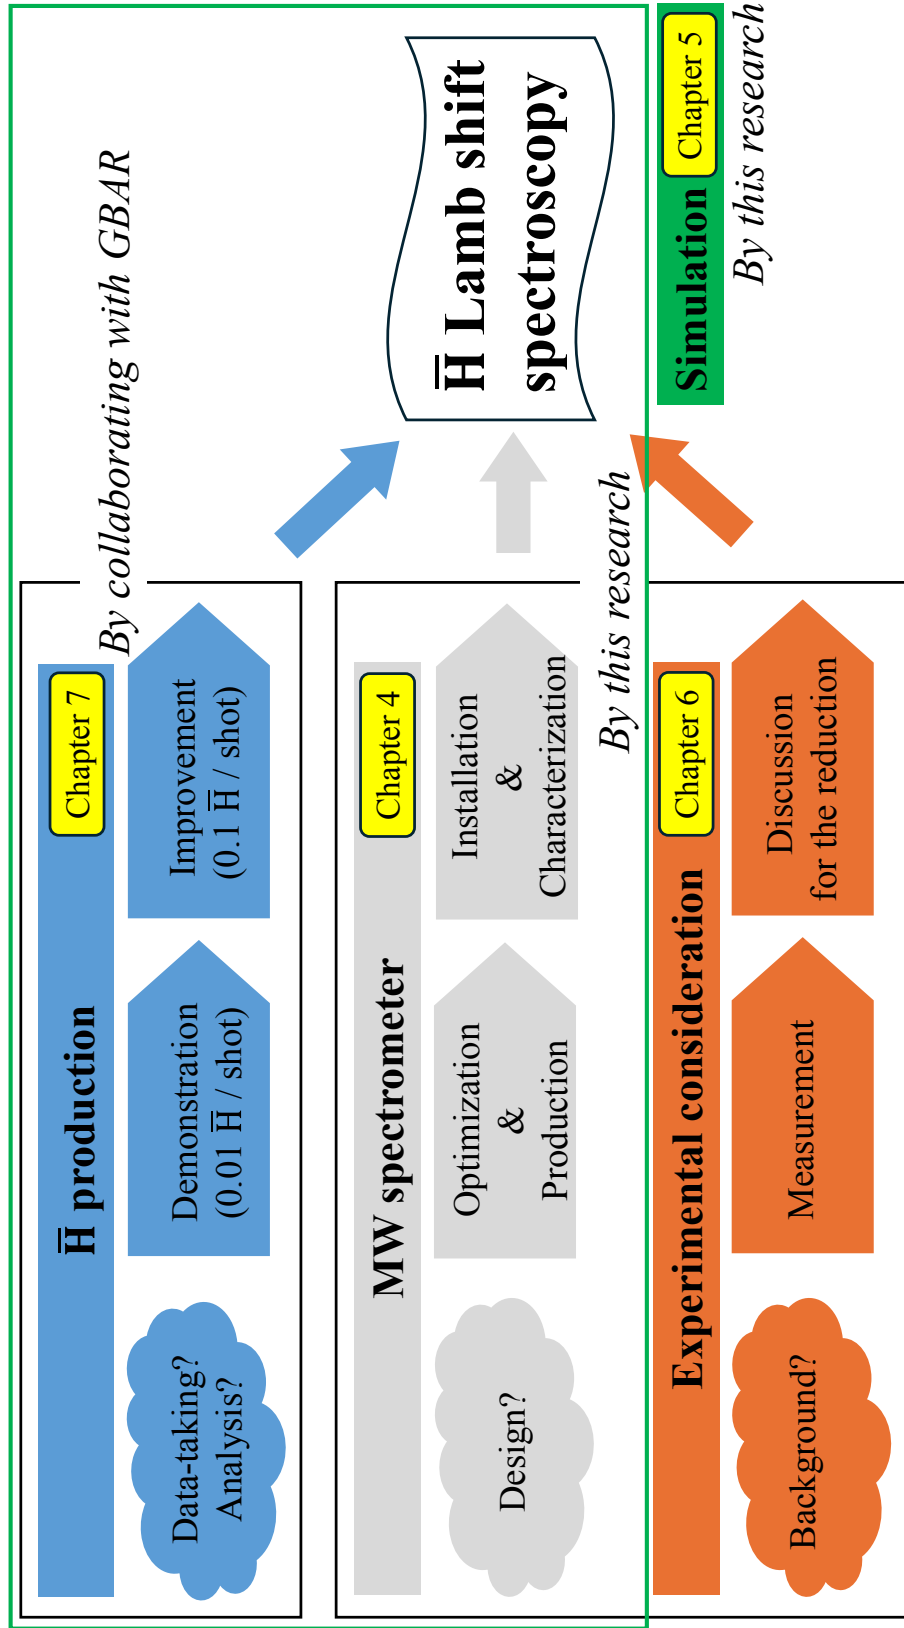 H̅ production
Chapter 7
By collaborating with GBAR
Data-taking?
Analysis?
Demonstration
(0.01 H̅ / shot)
Improvement
(0.1 H̅ / shot)
MW spectrometer
Chapter 4
Design?
Optimization
&
Production
Installation
&
Characterization
By this research
Experimental consideration
Chapter 6
Background?
Measurement
Discussion
for the reduction
H̅ Lamb shift
spectroscopy
Simulation
Chapter 5
By this research